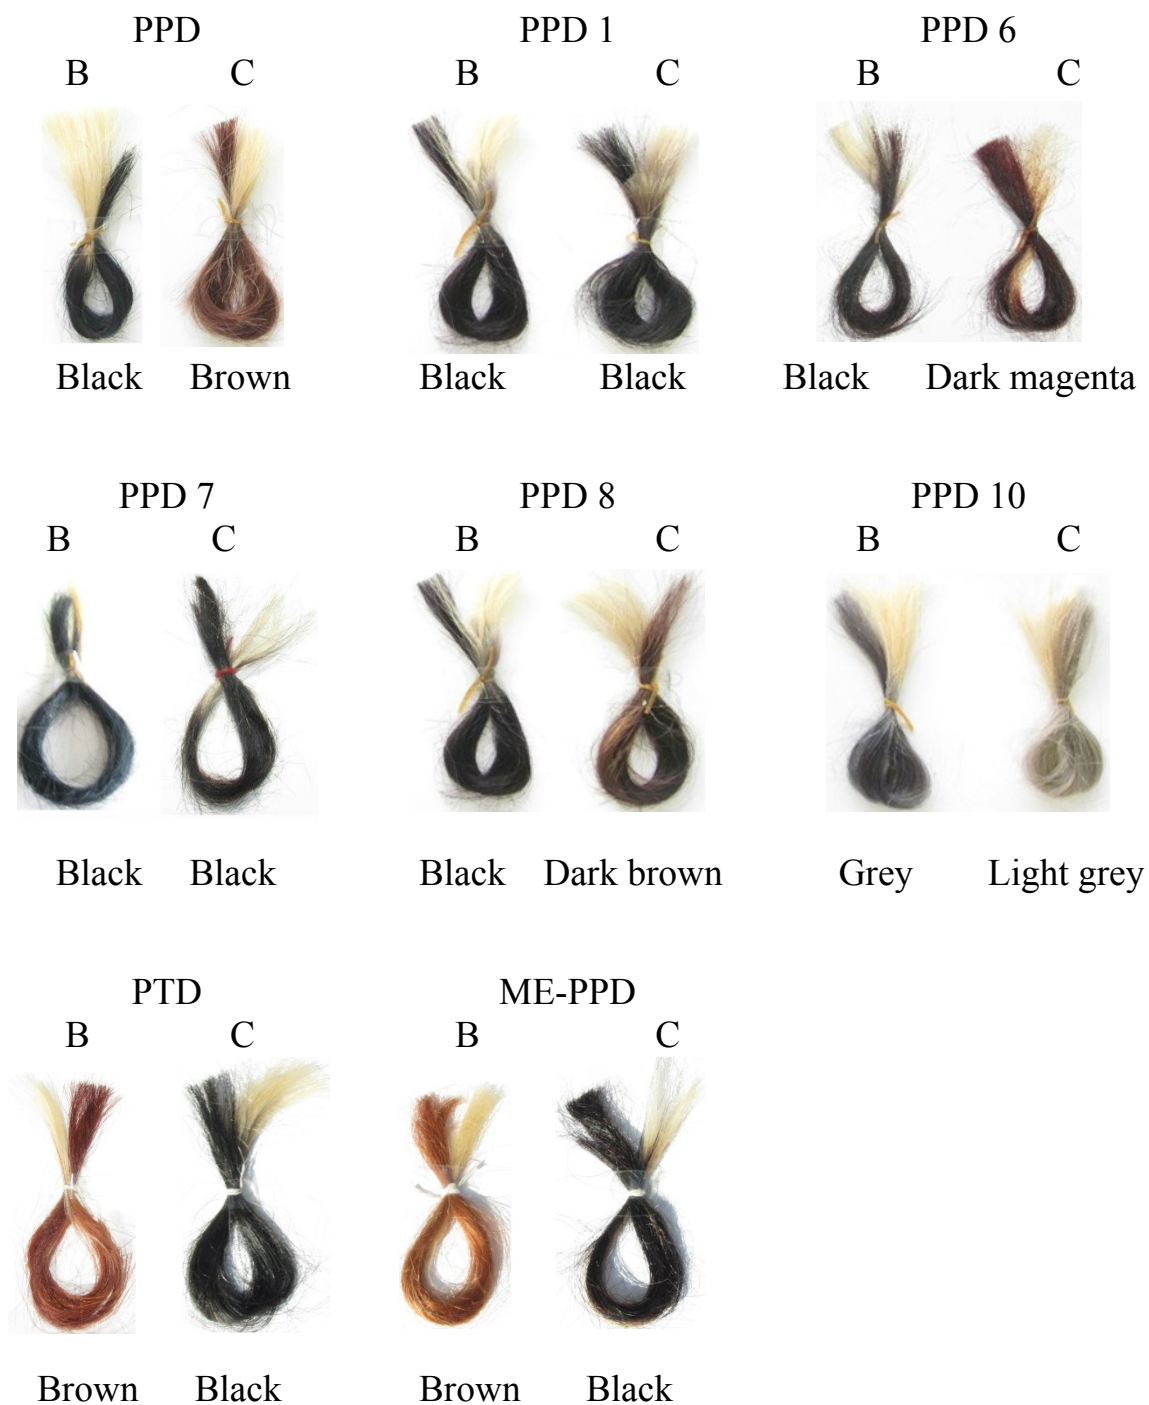 PPD PPD 1 PPD 6
B C B C B C
Black Brown Black Black Black Dark magenta
PPD 7 PPD 8 PPD 10
B C B C B C
Black Black Black Dark brown Grey Light grey
PTD ME-PPD
B C B C
Brown Black Brown Black